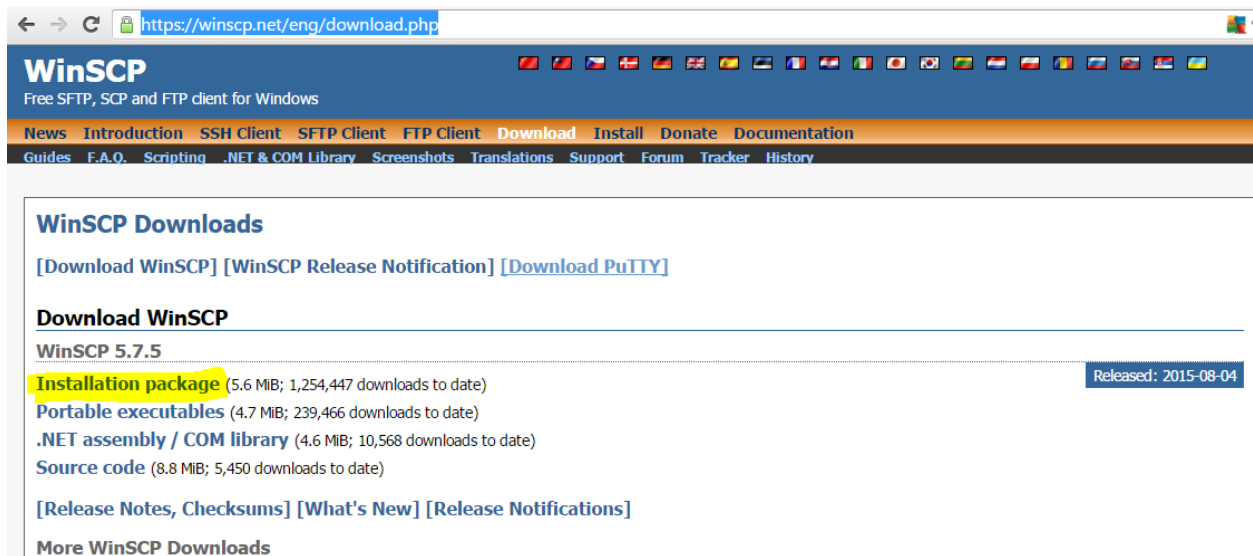 https://winscp.net/eng/download.php
WinSCP
Free SFTP, SCP and FTP client for Windows
News Introduction SSH Client SFTP Client FTP Client Download Install Donate Documentation
Guides F.A.Q. Scripting .NET & COM Library Screenshots Translations Support Forum Tracker History
WinSCP Downloads
[Download WinSCP] [WinSCP Release Notification] [Download PuTTY]
Download WinSCP
WinSCP 5.7.5
Released: 2015-08-04
Installation package (5.6 MiB; 1,254,447 downloads to date)
Portable executables (4.7 MiB; 239,466 downloads to date)
.NET assembly / COM library (4.6 MiB; 10,568 downloads to date)
Source code (8.8 MiB; 5,450 downloads to date)
[Release Notes, Checksums] [What's New] [Release Notifications]
More WinSCP Downloads